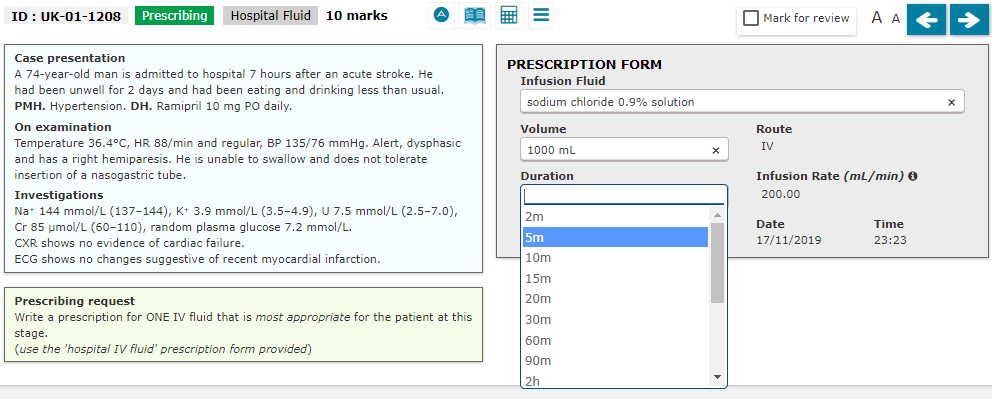 ID : UK-01-1208 Prescribing Hospital Fluid 10 marks
A
Mark for review A A
Case presentation
A 74-year-old man is admitted to hospital 7 hours after an acute stroke. He
had been unwell for 2 days and had been eating and drinking less than usual.
PMH. Hypertension. DH. Ramipril 10 mg PO daily.
On examination
Temperature 36.4°C, HR 88/min and regular, BP 135/76 mmHg. Alert, dysphasic
and has a right hemiparesis. He is unable to swallow and does not tolerate
insertion of a nasogastric tube.
Investigations
Na⁺ 144 mmol/L (137–144), K⁺ 3.9 mmol/L (3.5–4.9), U 7.5 mmol/L (2.5–7.0),
Cr 85 µmol/L (60–110), random plasma glucose 7.2 mmol/L.
CXR shows no evidence of cardiac failure.
ECG shows no changes suggestive of recent myocardial infarction.
Prescribing request
Write a prescription for ONE IV fluid that is most appropriate for the patient at this
stage.
(use the 'hospital IV fluid' prescription form provided)
PRESCRIPTION FORM
Infusion Fluid
sodium chloride 0.9% solution ×
Volume
1000 mL ×
Route
IV
Duration
2m
5m
10m
15m
20m
30m
60m
90m
2h
Infusion Rate (mL/min)
200.00
Date Time
17/11/2019 23:23